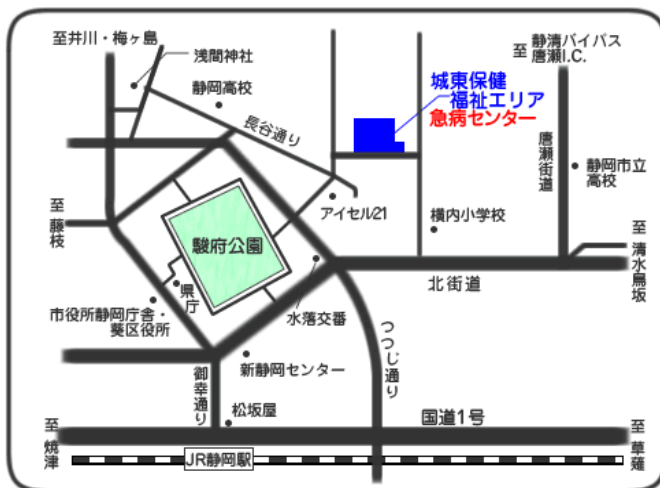 至井川・梅ヶ島
浅間神社
静岡高校
長谷通り
城東保健
福祉エリア
急病センター
至 静清バイパス
唐瀬I.C.
唐瀬街道
静岡市立
高校
至藤枝
駿府公園
アイセル21
横内小学校
至清水鳥坂
北街道
県庁
市役所静岡庁舎・
葵区役所
水落交番
つつじ通り
新静岡センター
御幸通り
松坂屋
国道1号
至焼津
JR静岡駅
至草薙